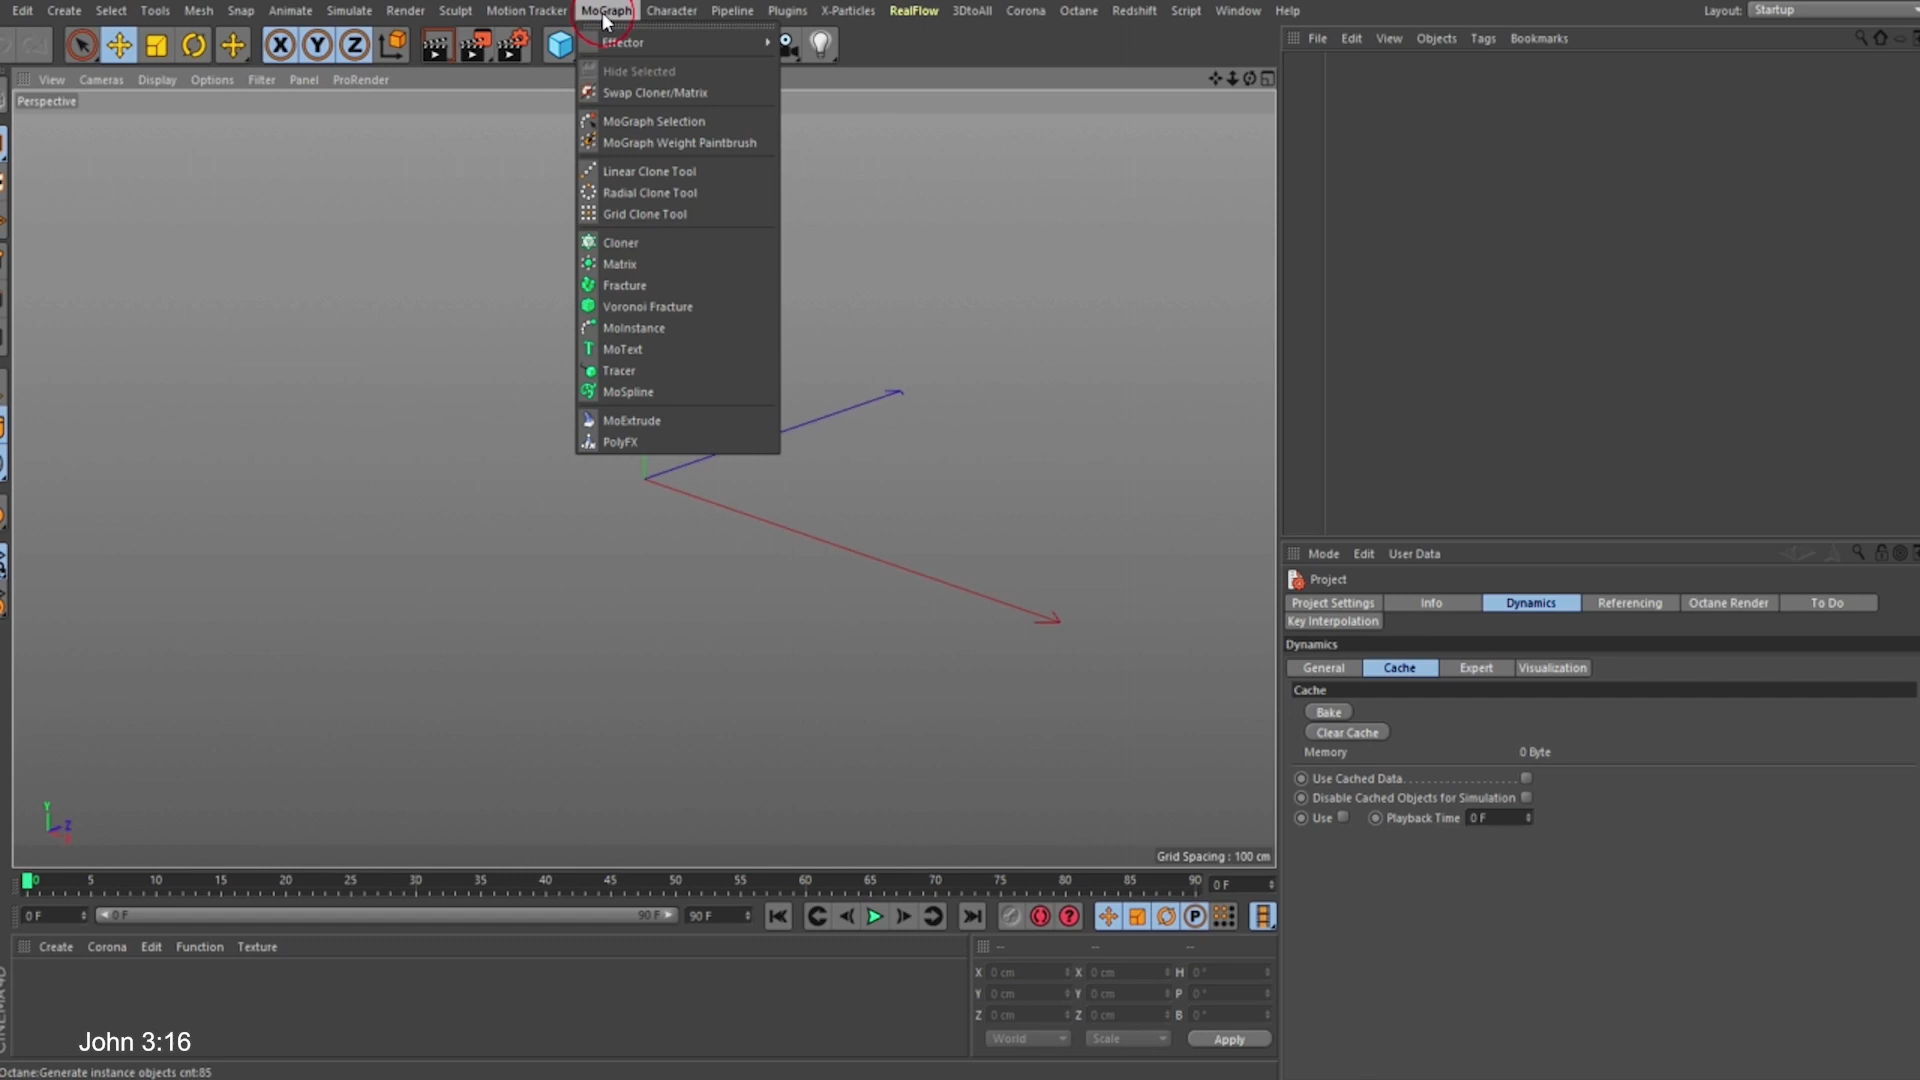 Edit Create Select Tools Mesh Snap Animate Simulate Render Sculpt Motion Tracker MoGraph Character Pipeline Plugins X-Particles RealFlow 3DtoAll Corona Octane Redshift Script Window Help Layout: Startup
X Y Z
File Edit View Objects Tags Bookmarks
View Cameras Display Options Filter Panel ProRender
Perspective
Effector
Hide Selected
Swap Cloner/Matrix
MoGraph Selection
MoGraph Weight Paintbrush
Linear Clone Tool
Radial Clone Tool
Grid Clone Tool
Cloner
Matrix
Fracture
Voronoi Fracture
MoInstance
MoText
Tracer
MoSpline
MoExtrude
PolyFX
Mode Edit User Data
Project
Project Settings Info Dynamics Referencing Octane Render To Do
Key Interpolation
Dynamics
General Cache Expert Visualization
Cache
Bake
Clear Cache
Memory 0 Byte
Use Cached Data
Disable Cached Objects for Simulation
Use Playback Time 0 F
Y
Z
Grid Spacing : 100 cm
0 5 10 15 20 25 30 35 40 45 50 55 60 65 70 75 80 85 90 0 F
0 F 0 F 90 F 90 F P
Create Corona Edit Function Texture
-- -- --
X 0 cm X 0 cm H 0 °
Y 0 cm Y 0 cm P 0 °
Z 0 cm Z 0 cm B 0 °
World Scale Apply
CINEMA 4D
John 3:16
Octane:Generate instance objects cnt:85